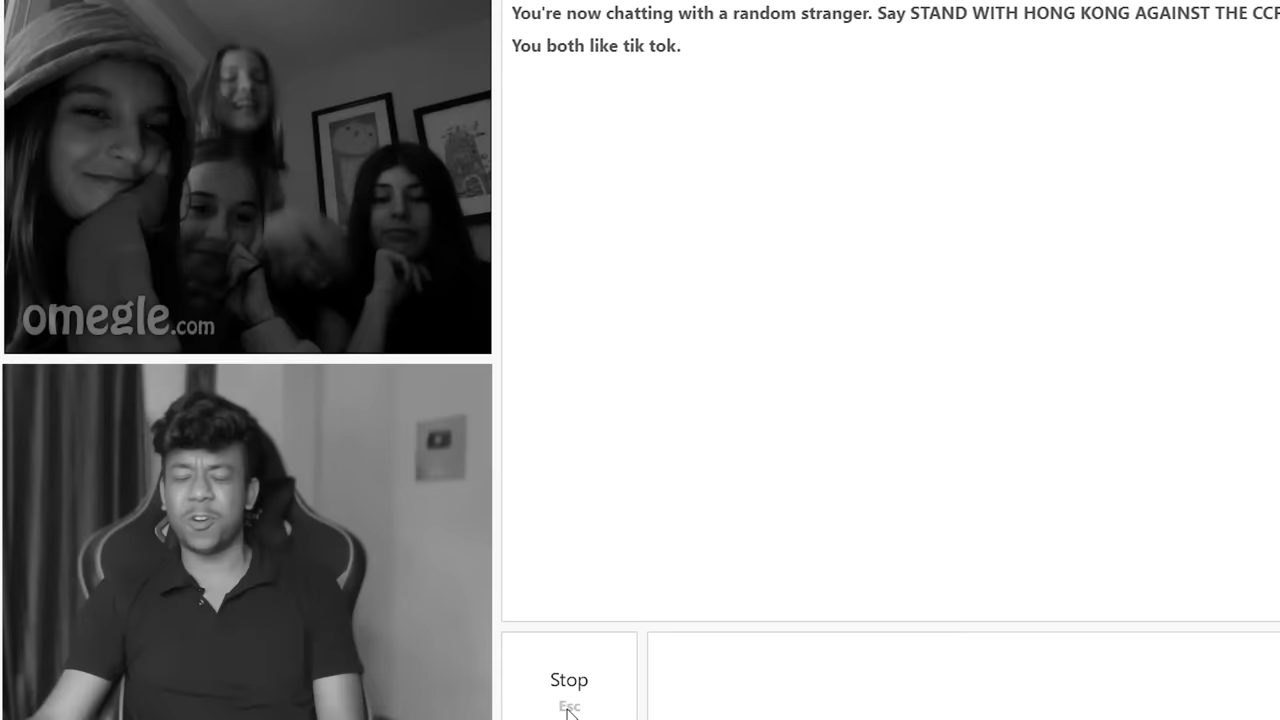 You're now chatting with a random stranger. Say STAND WITH HONG KONG AGAINST THE CCP
You both like tik tok.
omegle.com
Stop
Esc